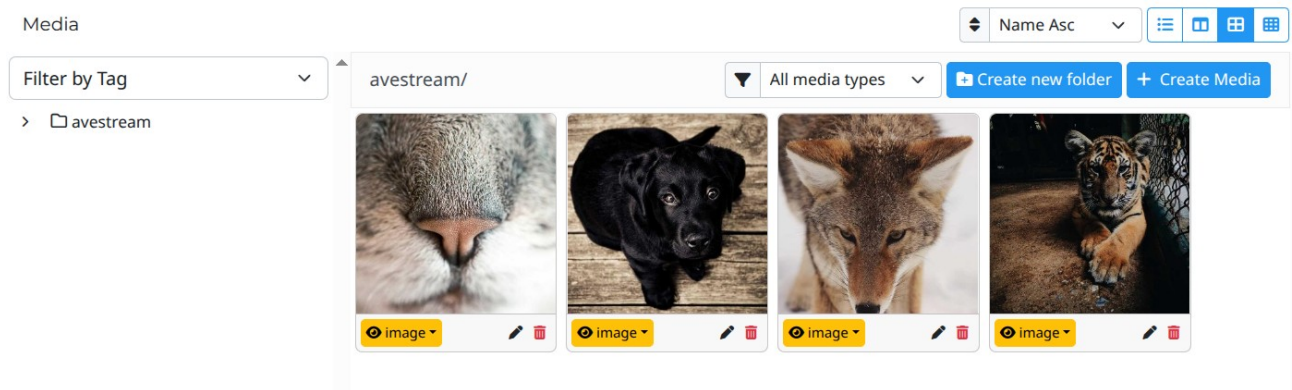 Media
Name Asc
Filter by Tag
avestream/
All media types
Create new folder
+ Create Media
avestream
image
image
image
image